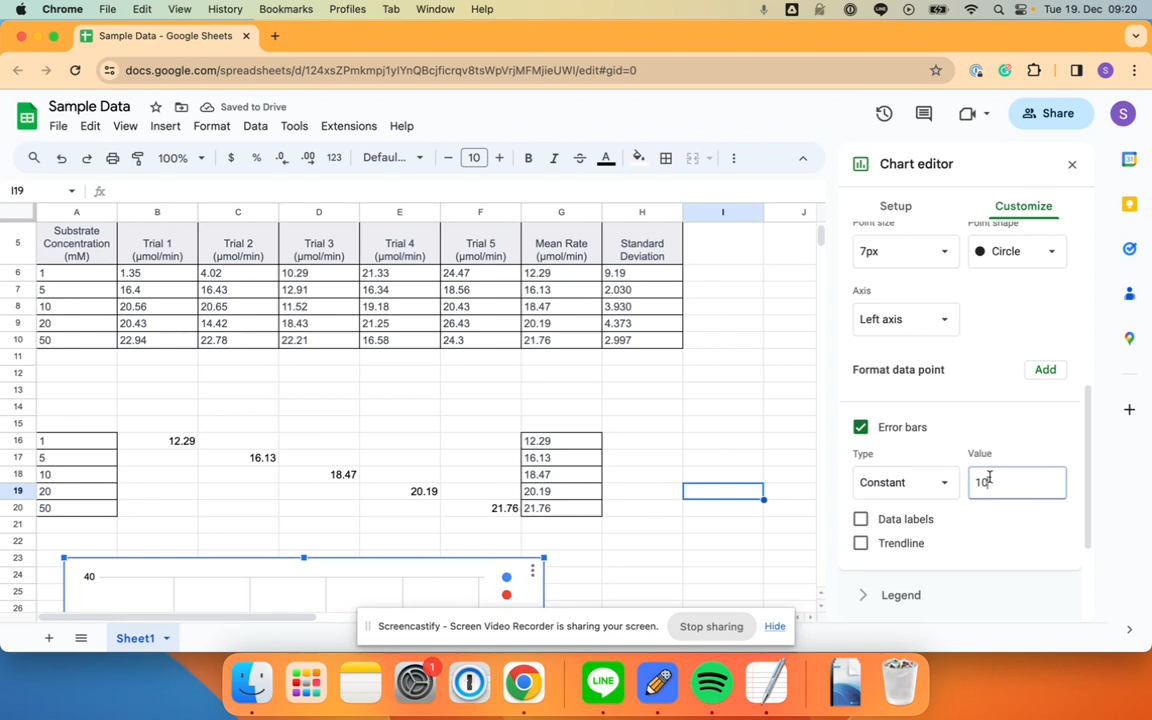 Chrome File Edit View History Bookmarks Profiles Tab Window Help Tue 19. Dec 09:20
Sample Data - Google Sheets
docs.google.com/spreadsheets/d/124xsZPmkmpj1yIYnQBcjficrqv8tsWpVrjMFMjieUWI/edit#gid=0 S
Sample Data Saved to Drive
File Edit View Insert Format Data Tools Extensions Help
Share S
100% $ % .0 .00 123 Defaul... 10 B I A
I19 fx
Chart editor
Setup Customize
A B C D E F G H I J
5 Substrate Concentration (mM) Trial 1 (μmol/min) Trial 2 (μmol/min) Trial 3 (μmol/min) Trial 4 (μmol/min) Trial 5 (μmol/min) Mean Rate (μmol/min) Standard Deviation
6 1 1.35 4.02 10.29 21.33 24.47 12.29 9.19
7 5 16.4 16.43 12.91 16.34 18.56 16.13 2.030
8 10 20.56 20.65 11.52 19.18 20.43 18.47 3.930
9 20 20.43 14.42 18.43 21.25 26.43 20.19 4.373
10 50 22.94 22.78 22.21 16.58 24.3 21.76 2.997
11
12
13
14
15
16 1 12.29 12.29
17 5 16.13 16.13
18 10 18.47 18.47
19 20 20.19 20.19
20 50 21.76 21.76
21
22
23
24 40
25
26
Point size Point shape
7px Circle
Axis
Left axis
Format data point Add
Error bars
Type Value
Constant 10
Data labels
Trendline
Legend
Screencastify - Screen Video Recorder is sharing your screen. Stop sharing Hide
Sheet1
1
LINE